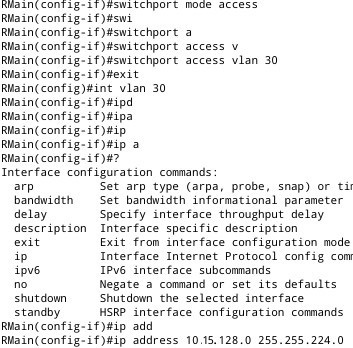 RMain(config-if)#switchport mode access
RMain(config-if)#swi
RMain(config-if)#switchport a
RMain(config-if)#switchport access v
RMain(config-if)#switchport access vlan 30
RMain(config-if)#exit
RMain(config)#int vlan 30
RMain(config-if)#ipd
RMain(config-if)#ipa
RMain(config-if)#ip
RMain(config-if)#ip a
RMain(config-if)#?
Interface configuration commands:
arp Set arp type (arpa, probe, snap) or
bandwidth Set bandwidth informational parameter
delay Specify interface throughput delay
description Interface specific description
exit Exit from interface configuration mode
ip Interface Internet Protocol config
ipv6 IPv6 interface subcommands
no Negate a command or set its defaults
shutdown Shutdown the selected interface
standby HSRP interface configuration commands
RMain(config-if)#ip add
RMain(config-if)#ip address 10.15.128.0 255.255.224.0